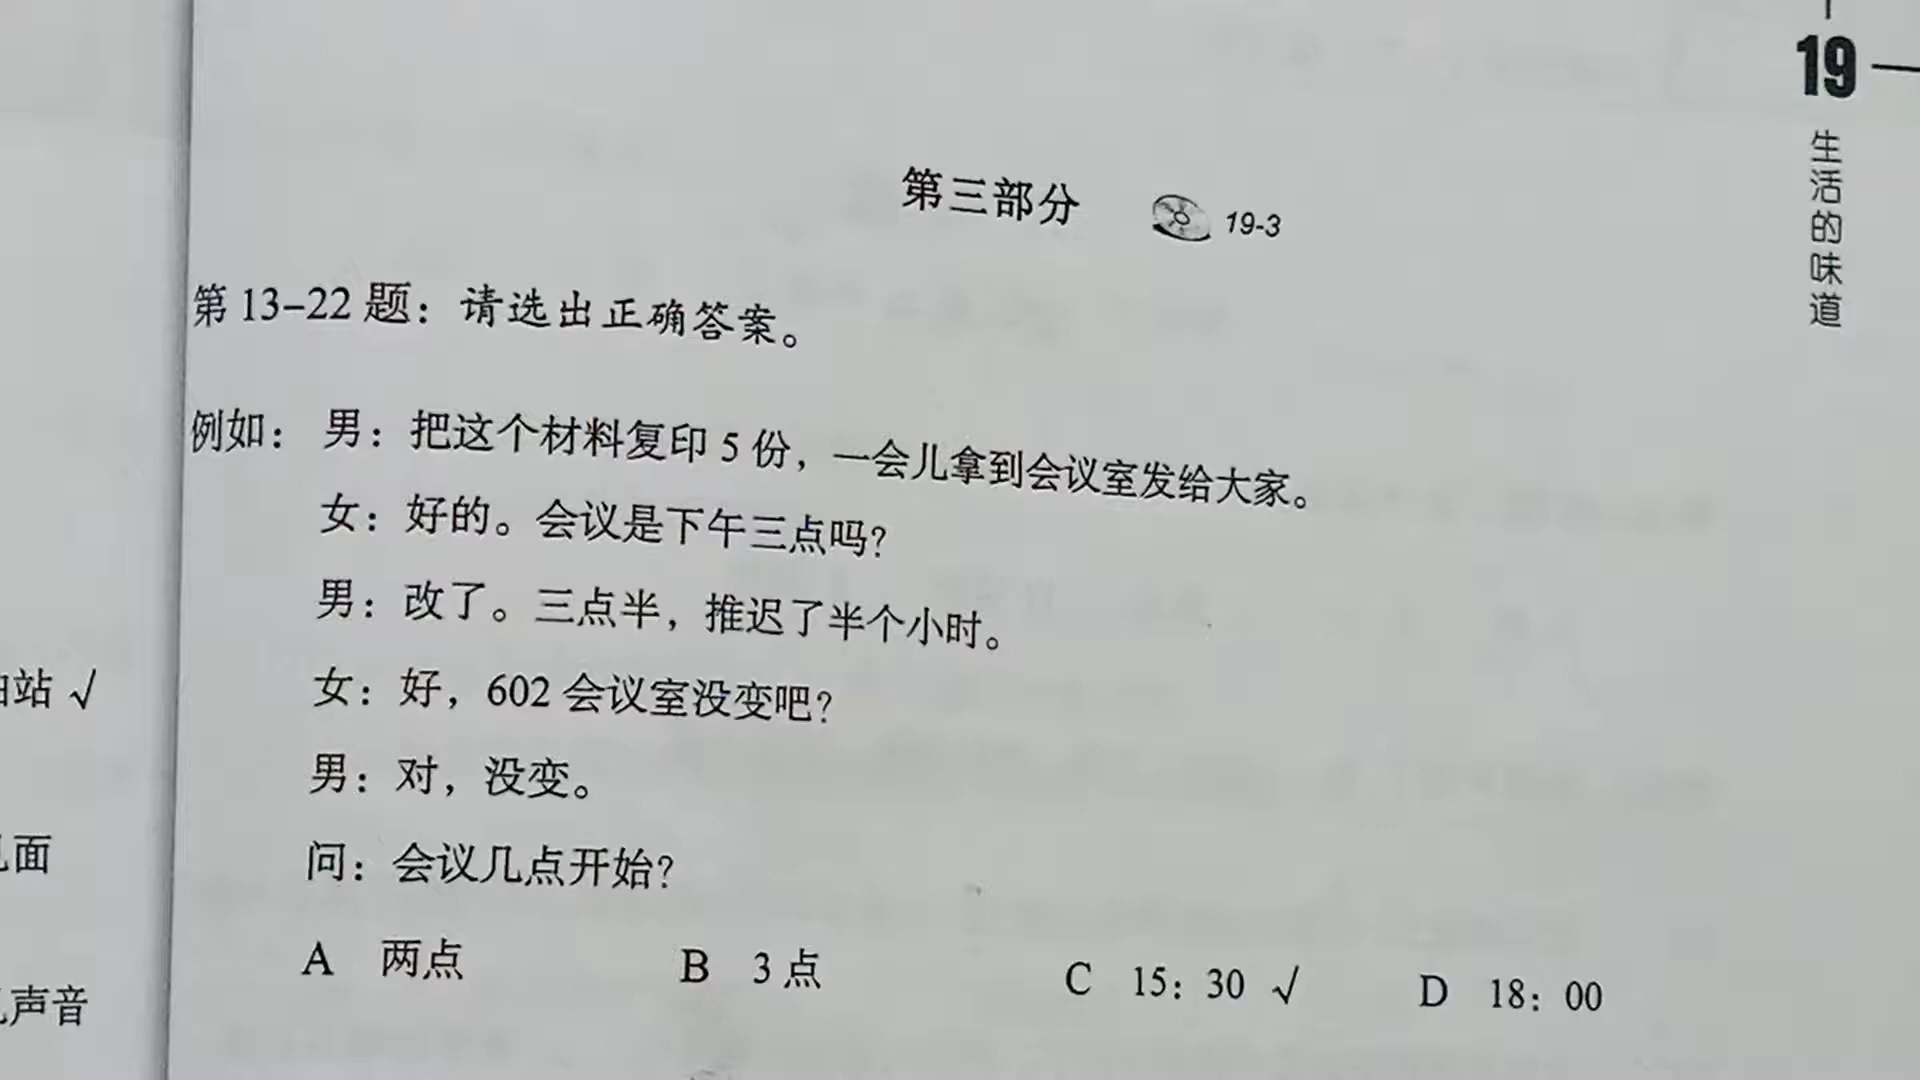 19
生活的味道
第三部分 19-3
第13-22题：请选出正确答案。
例如：男：把这个材料复印5份，一会儿拿到会议室发给大家。
女：好的。会议是下午三点吗？
男：改了。三点半，推迟了半个小时。
女：好，602会议室没变吧？
男：对，没变。
问：会议几点开始？
A 两点 B 3点 C 15：30 √ D 18：00
站 √
面
声音